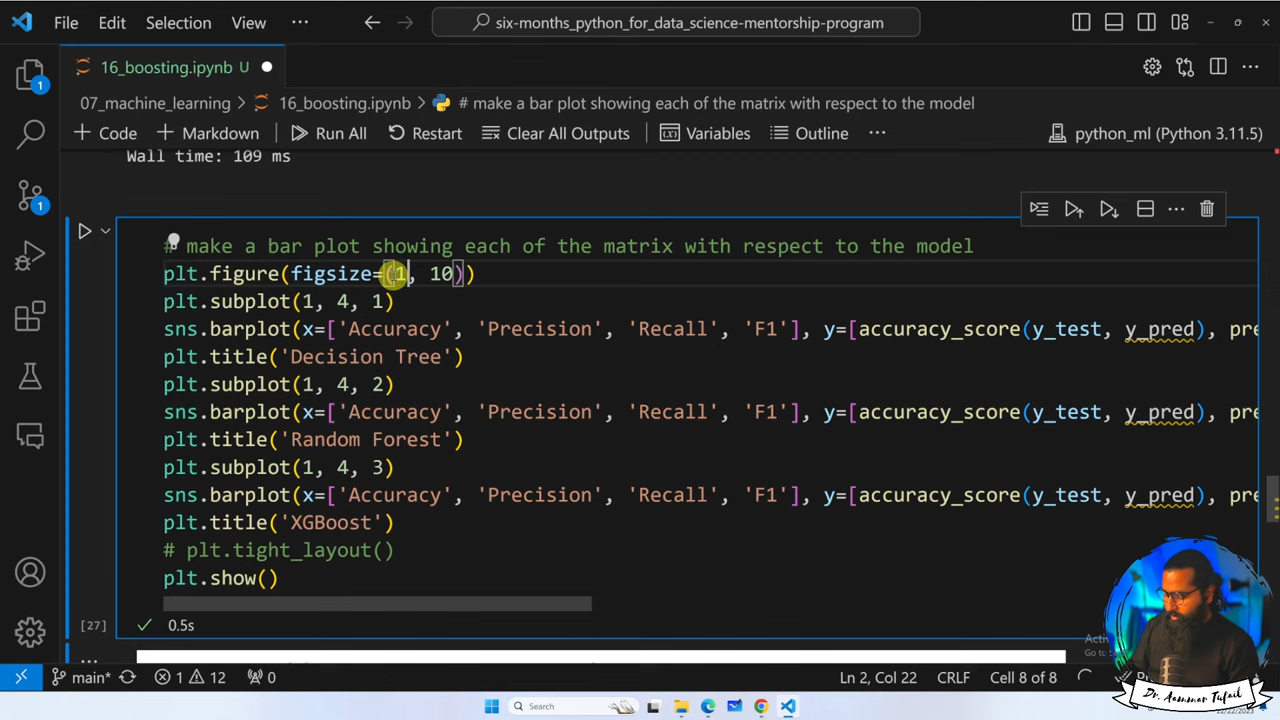 File Edit Selection View ··· six-months_python_for_data_science-mentorship-program
16_boosting.ipynb U
07_machine_learning > 16_boosting.ipynb > # make a bar plot showing each of the matrix with respect to the model
+ Code + Markdown Run All Restart Clear All Outputs Variables Outline ··· python_ml (Python 3.11.5)
Wall time: 109 ms
# make a bar plot showing each of the matrix with respect to the model
plt.figure(figsize=(1, 10))
plt.subplot(1, 4, 1)
sns.barplot(x=['Accuracy', 'Precision', 'Recall', 'F1'], y=[accuracy_score(y_test, y_pred), pre
plt.title('Decision Tree')
plt.subplot(1, 4, 2)
sns.barplot(x=['Accuracy', 'Precision', 'Recall', 'F1'], y=[accuracy_score(y_test, y_pred), pre
plt.title('Random Forest')
plt.subplot(1, 4, 3)
sns.barplot(x=['Accuracy', 'Precision', 'Recall', 'F1'], y=[accuracy_score(y_test, y_pred), pre
plt.title('XGBoost')
# plt.tight_layout()
plt.show()
[27] 0.5s
1
1
main* 1 12 0 Ln 2, Col 22 CRLF Cell 8 of 8
Dr. Aammar Tufail
Search
12/22/2023